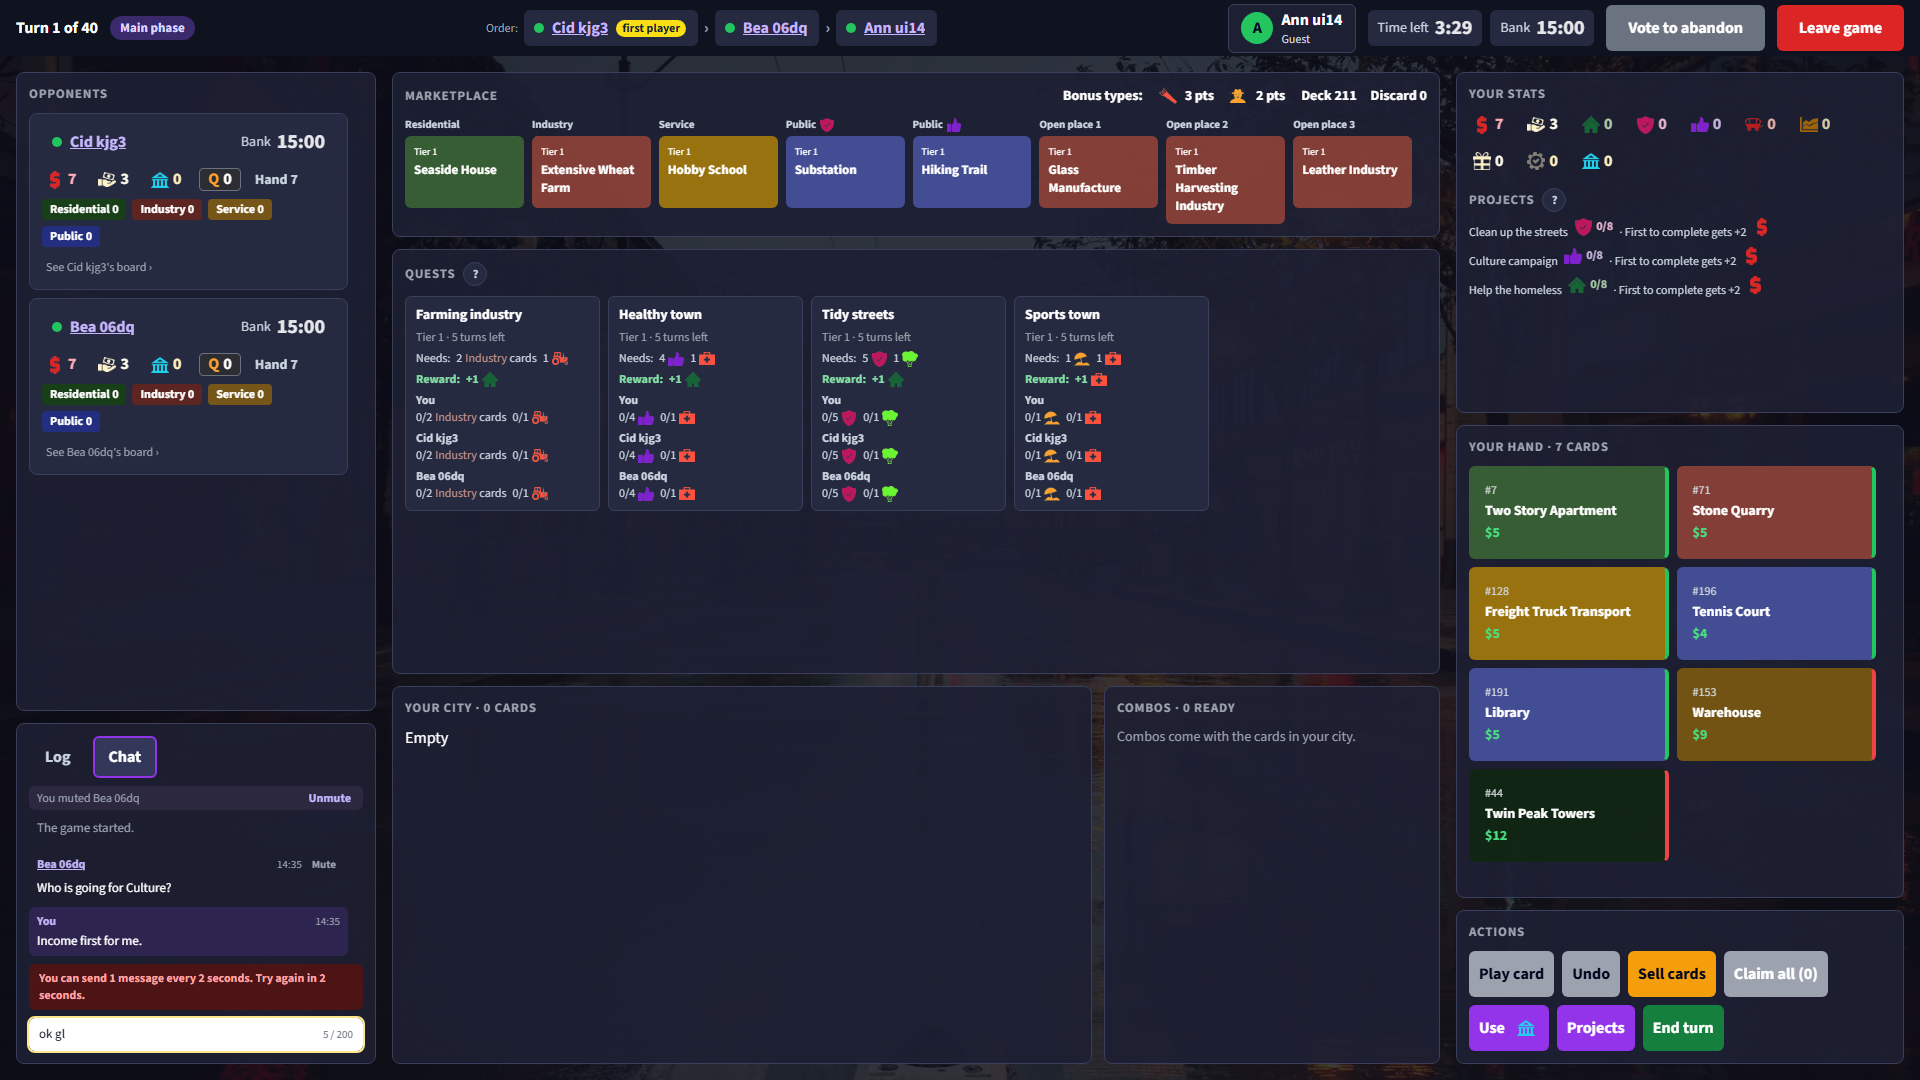 Turn 1 of 40 Main phase
Order: Cid kjg3 first player › Bea 06dq › Ann ui14
A Ann ui14
Guest
Time left 3:29 Bank 15:00 Vote to abandon Leave game
OPPONENTS
Cid kjg3 Bank 15:00
7 3 0 Q 0 Hand 7
Residential 0 Industry 0 Service 0
Public 0
See Cid kjg3's board ›
Bea 06dq Bank 15:00
7 3 0 Q 0 Hand 7
Residential 0 Industry 0 Service 0
Public 0
See Bea 06dq's board ›
Log Chat
You muted Bea 06dq Unmute
The game started.
Bea 06dq 14:35 Mute
Who is going for Culture?
You 14:35
Income first for me.
You can send 1 message every 2 seconds. Try again in 2
seconds.
ok gl 5 / 200
MARKETPLACE
Bonus types: 3 pts 2 pts Deck 211 Discard 0
Residential Industry Service Public Public Open place 1 Open place 2 Open place 3
Tier 1
Seaside House
Tier 1
Extensive Wheat
Farm
Tier 1
Hobby School
Tier 1
Substation
Tier 1
Hiking Trail
Tier 1
Glass
Manufacture
Tier 1
Timber
Harvesting
Industry
Tier 1
Leather Industry
QUESTS ?
Farming industry
Tier 1 · 5 turns left
Needs: 2 Industry cards 1
Reward: +1
You
0/2 Industry cards 0/1
Cid kjg3
0/2 Industry cards 0/1
Bea 06dq
0/2 Industry cards 0/1
Healthy town
Tier 1 · 5 turns left
Needs: 4 1
Reward: +1
You
0/4 0/1
Cid kjg3
0/4 0/1
Bea 06dq
0/4 0/1
Tidy streets
Tier 1 · 5 turns left
Needs: 5 1
Reward: +1
You
0/5 0/1
Cid kjg3
0/5 0/1
Bea 06dq
0/5 0/1
Sports town
Tier 1 · 5 turns left
Needs: 1 1
Reward: +1
You
0/1 0/1
Cid kjg3
0/1 0/1
Bea 06dq
0/1 0/1
YOUR CITY · 0 CARDS
Empty
COMBOS · 0 READY
Combos come with the cards in your city.
YOUR STATS
7 3 0 0 0 0 0
0 0 0
PROJECTS ?
Clean up the streets 0/8 · First to complete gets +2
Culture campaign 0/8 · First to complete gets +2
Help the homeless 0/8 · First to complete gets +2
YOUR HAND · 7 CARDS
#7
Two Story Apartment
$5
#71
Stone Quarry
$5
#128
Freight Truck Transport
$5
#196
Tennis Court
$4
#191
Library
$5
#153
Warehouse
$9
#44
Twin Peak Towers
$12
ACTIONS
Play card Undo Sell cards Claim all (0)
Use Projects End turn